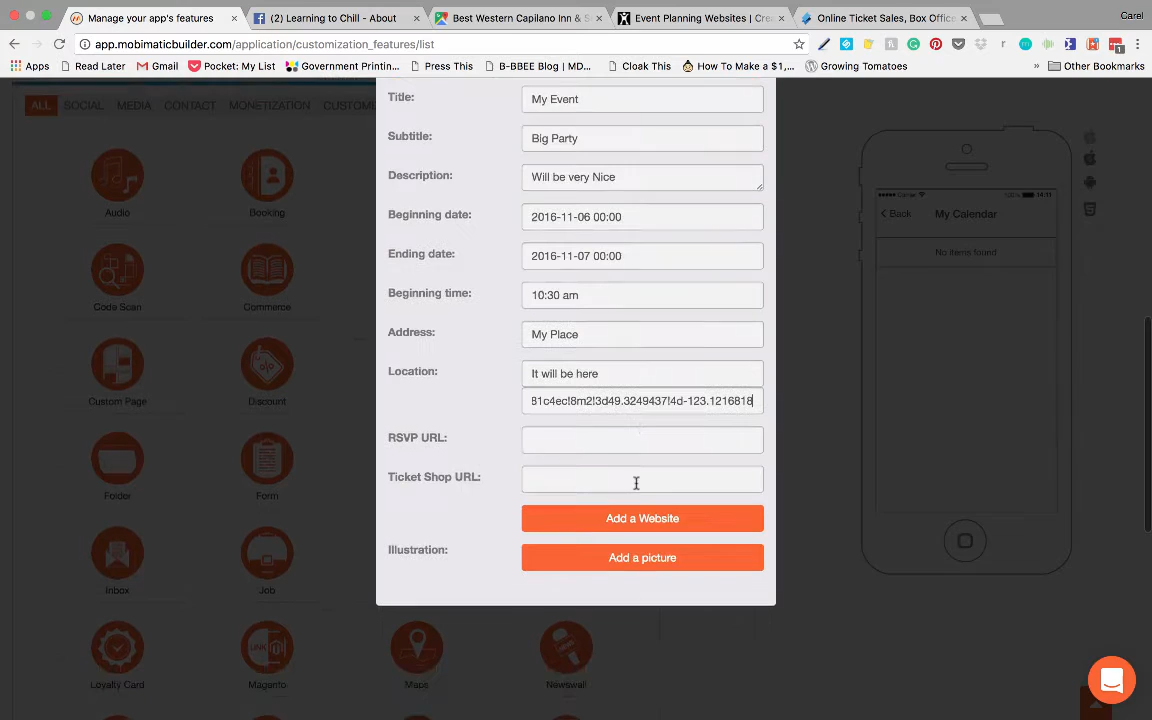 Manage your app's features
(2) Learning to Chill - About
Best Western Capilano Inn & S
Event Planning Websites | Crea
Online Ticket Sales, Box Office
Carel
app.mobimaticbuilder.com/application/customization_features/list
Apps
Read Later
Gmail
Pocket: My List
Government Printin...
Press This
B-BBEE Blog | MD...
Cloak This
How To Make a $1,...
Growing Tomatoes
»
Other Bookmarks
ALL
SOCIAL
MEDIA
CONTACT
MONETIZATION
Audio
Booking
Code Scan
Commerce
Custom Page
Discount
Folder
Form
Inbox
Job
Loyalty Card
LINK
Magento
Maps
Newswall
Title:
My Event
Subtitle:
Big Party
Description:
Will be very Nice
Beginning date:
2016-11-06 00:00
Ending date:
2016-11-07 00:00
Beginning time:
10:30 am
Address:
My Place
Location:
It will be here
81c4ec!8m2!3d49.3249437!4d-123.1216818
RSVP URL:
Ticket Shop URL:
Add a Website
Illustration:
Add a picture
Carrier
100%
14:11
Back
My Calendar
No items found